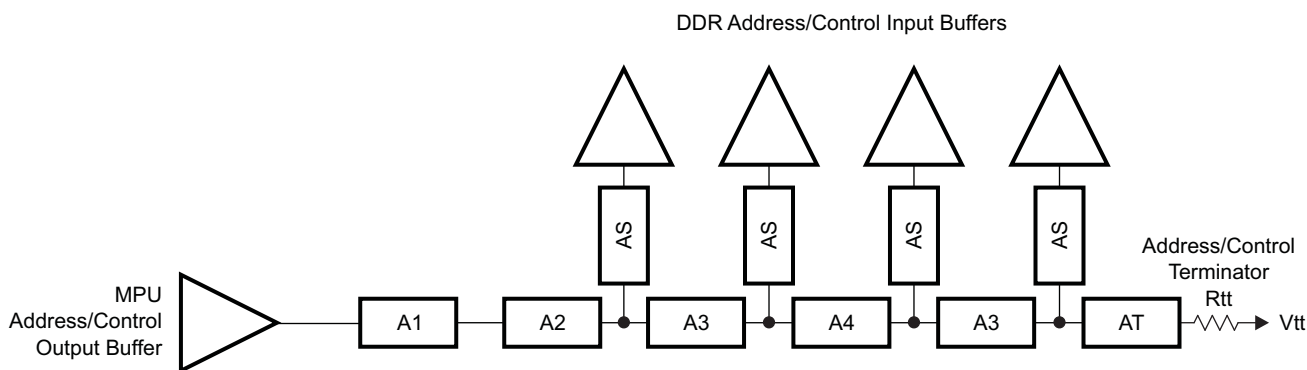 DDR Address/Control Input Buffers
AS
AS
AS
AS
Address/Control
Terminator
Rtt
MPU
Address/Control
Output Buffer
A1
A2
A3
A4
A3
AT
Vtt